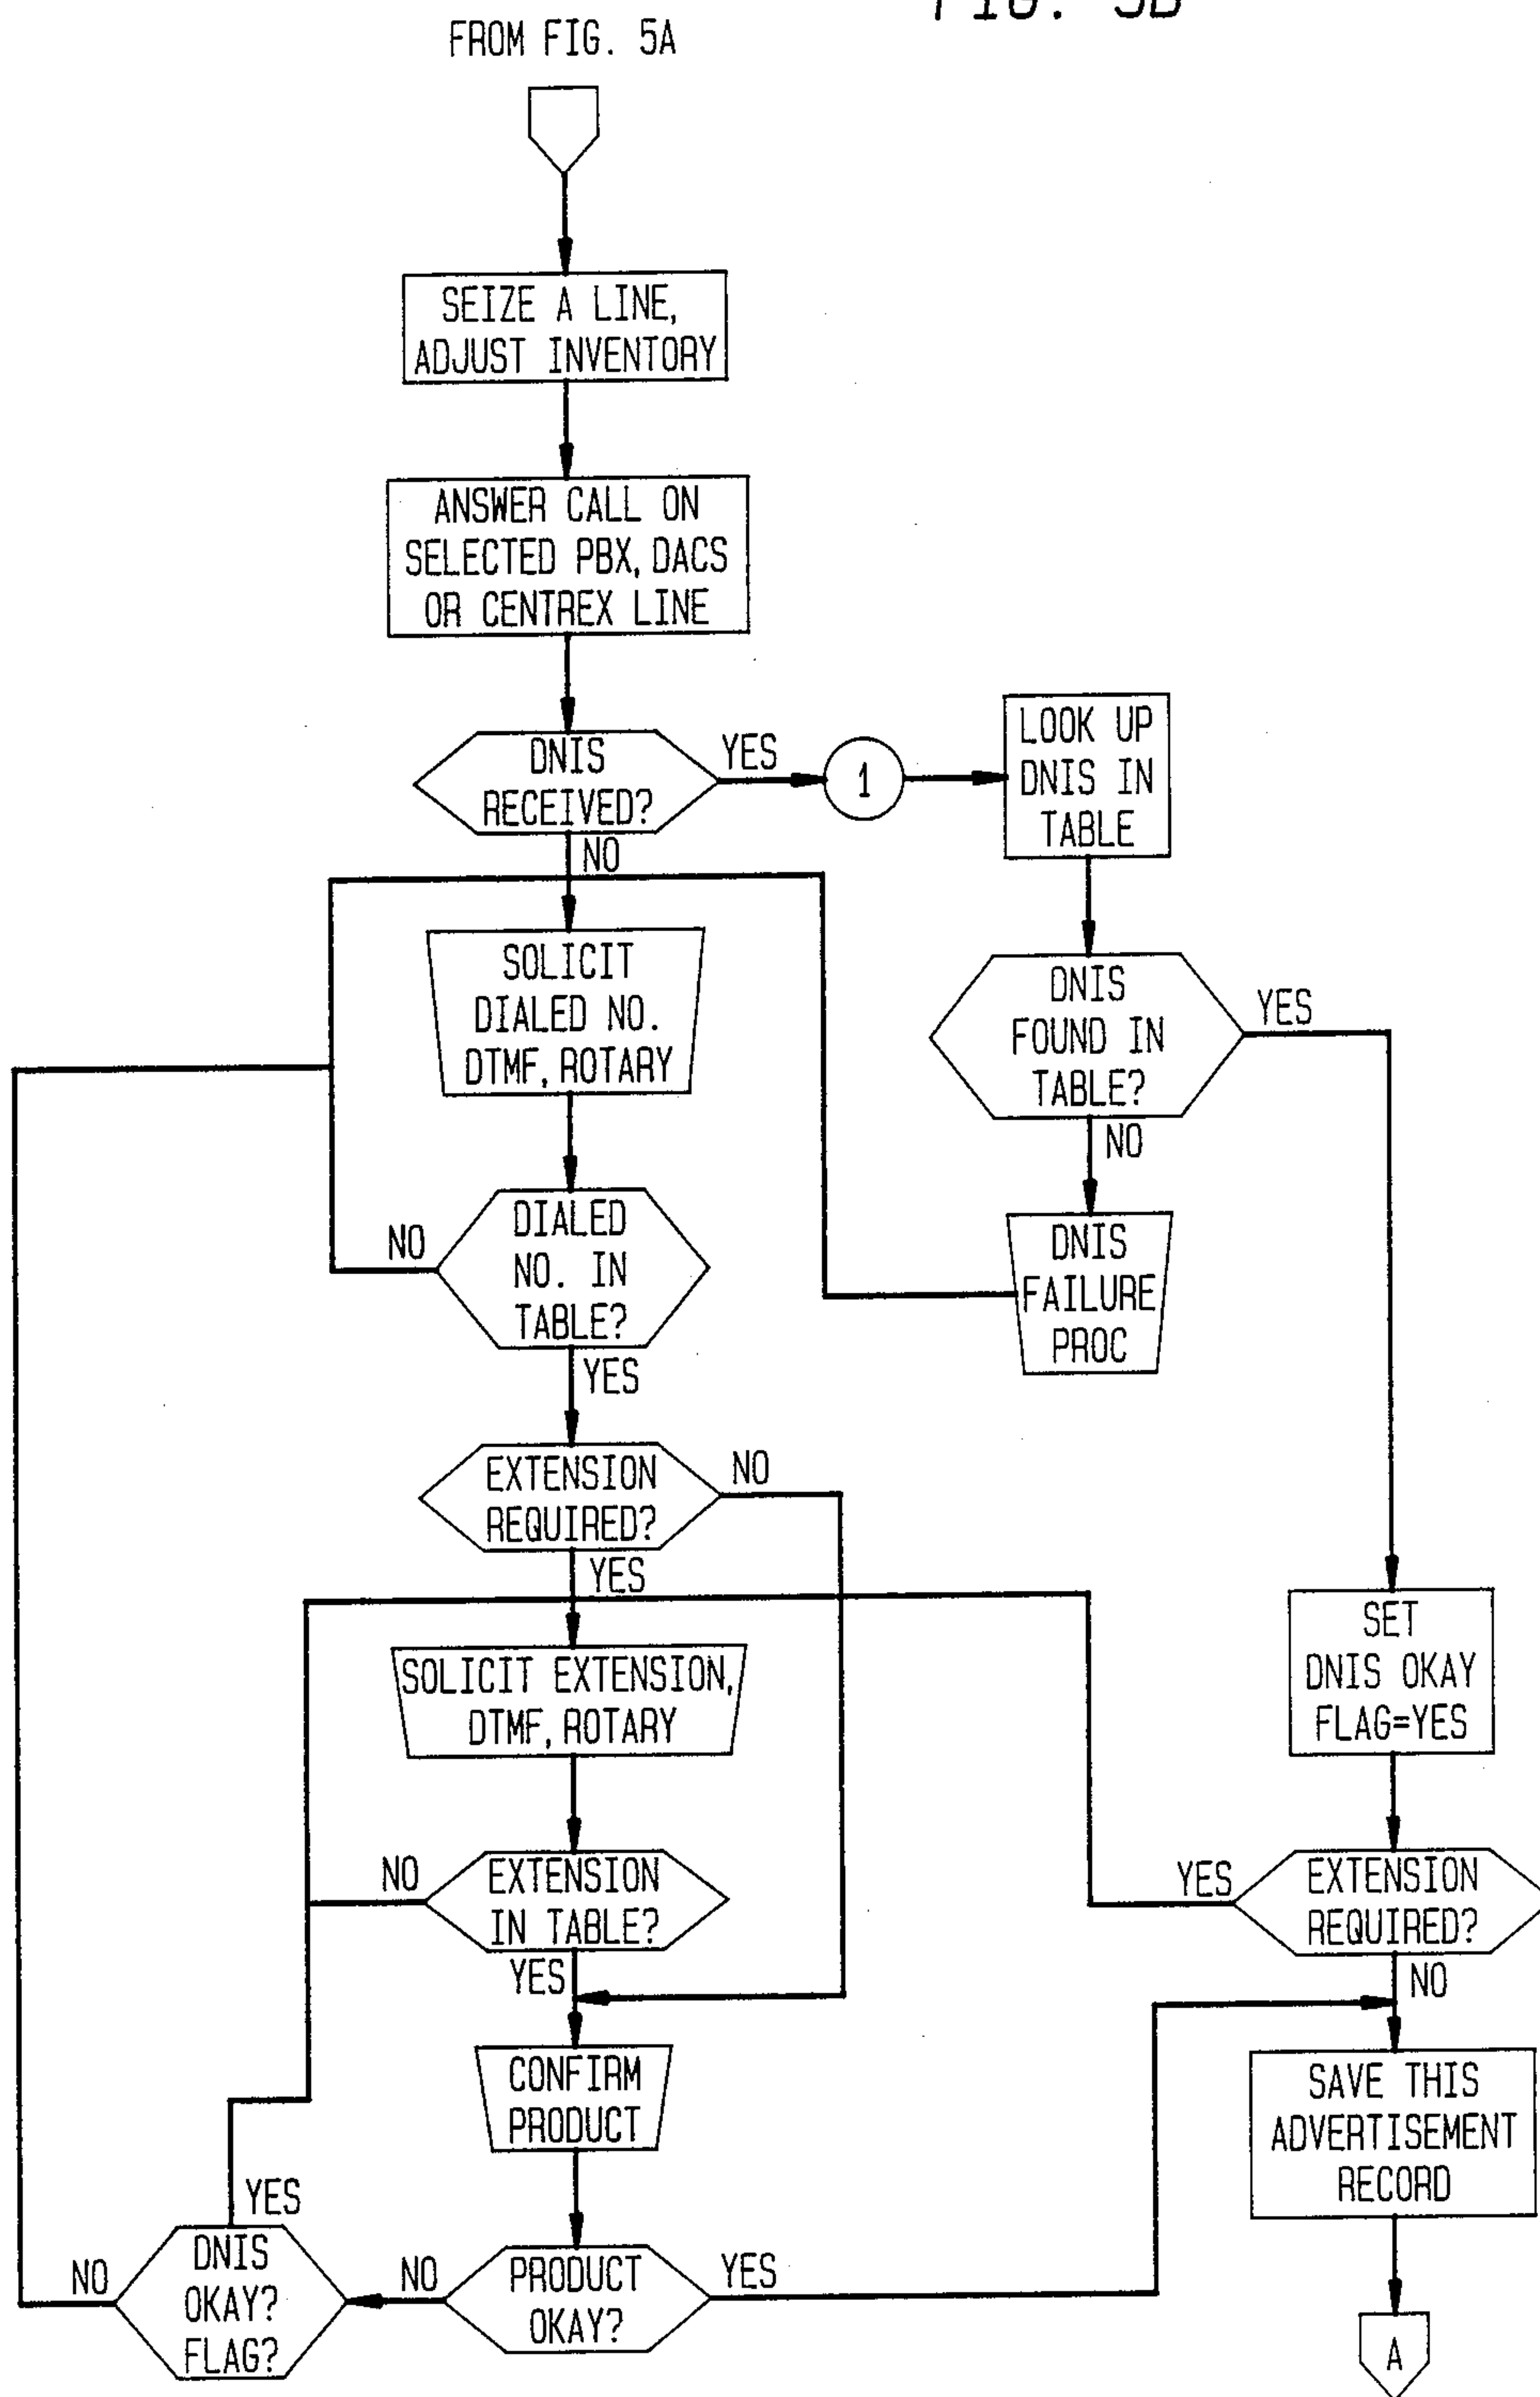 FIG. 5B
FROM FIG. 5A
SEIZE A LINE,
ADJUST INVENTORY
ANSWER CALL ON
SELECTED PBX, DACS
OR CENTREX LINE
DNIS
RECEIVED?
YES
1
LOOK UP
DNIS IN
TABLE
NO
SOLICIT
DIALED NO.
DTMF, ROTARY
DNIS
FOUND IN
TABLE?
YES
NO
DIALED
NO. IN
TABLE?
NO
YES
DNIS
FAILURE
PROC
EXTENSION
REQUIRED?
NO
YES
SOLICIT EXTENSION,
DTMF, ROTARY
SET
DNIS OKAY
FLAG=YES
EXTENSION
IN TABLE?
NO
YES
EXTENSION
REQUIRED?
YES
NO
CONFIRM
PRODUCT
SAVE THIS
ADVERTISEMENT
RECORD
PRODUCT
OKAY?
NO
YES
DNIS
OKAY?
FLAG?
YES
NO
A